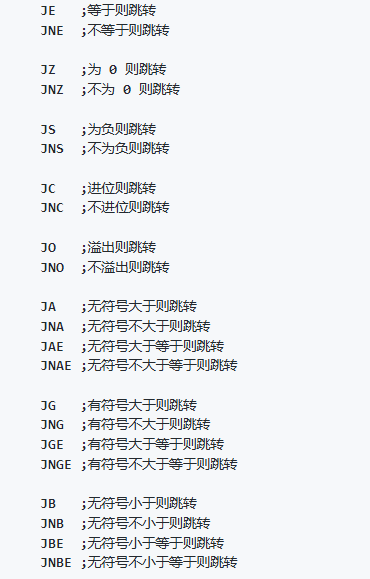 JE ;等于则跳转
JNE ;不等于则跳转
JZ ;为 0 则跳转
JNZ ;不为 0 则跳转
JS ;为负则跳转
JNS ;不为负则跳转
JC ;进位则跳转
JNC ;不进位则跳转
JO ;溢出则跳转
JNO ;不溢出则跳转
JA ;无符号大于则跳转
JNA ;无符号不大于则跳转
JAE ;无符号大于等于则跳转
JNAE ;无符号不大于等于则跳转
JG ;有符号大于则跳转
JNG ;有符号不大于则跳转
JGE ;有符号大于等于则跳转
JNGE ;有符号不大于等于则跳转
JB ;无符号小于则跳转
JNB ;无符号不小于则跳转
JBE ;无符号小于等于则跳转
JNBE ;无符号不小于等于则跳转